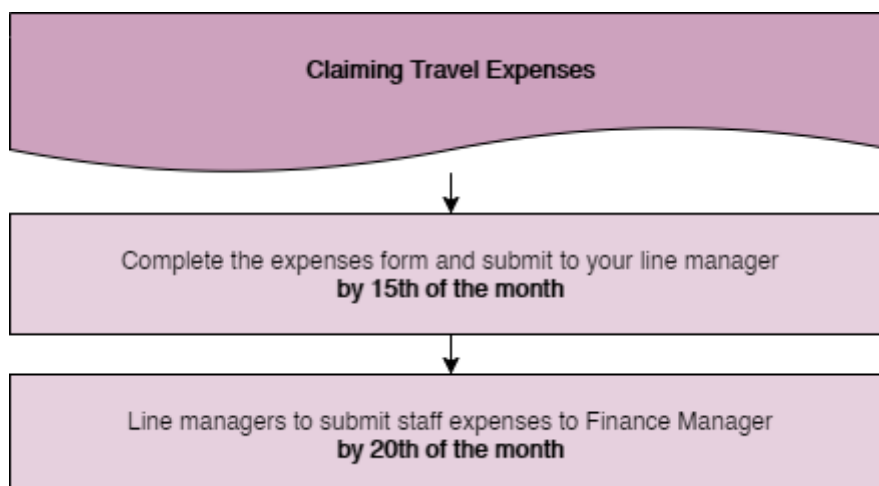 Claiming Travel Expenses
Complete the expenses form and submit to your line manager
by 15th of the month
Line managers to submit staff expenses to Finance Manager
by 20th of the month